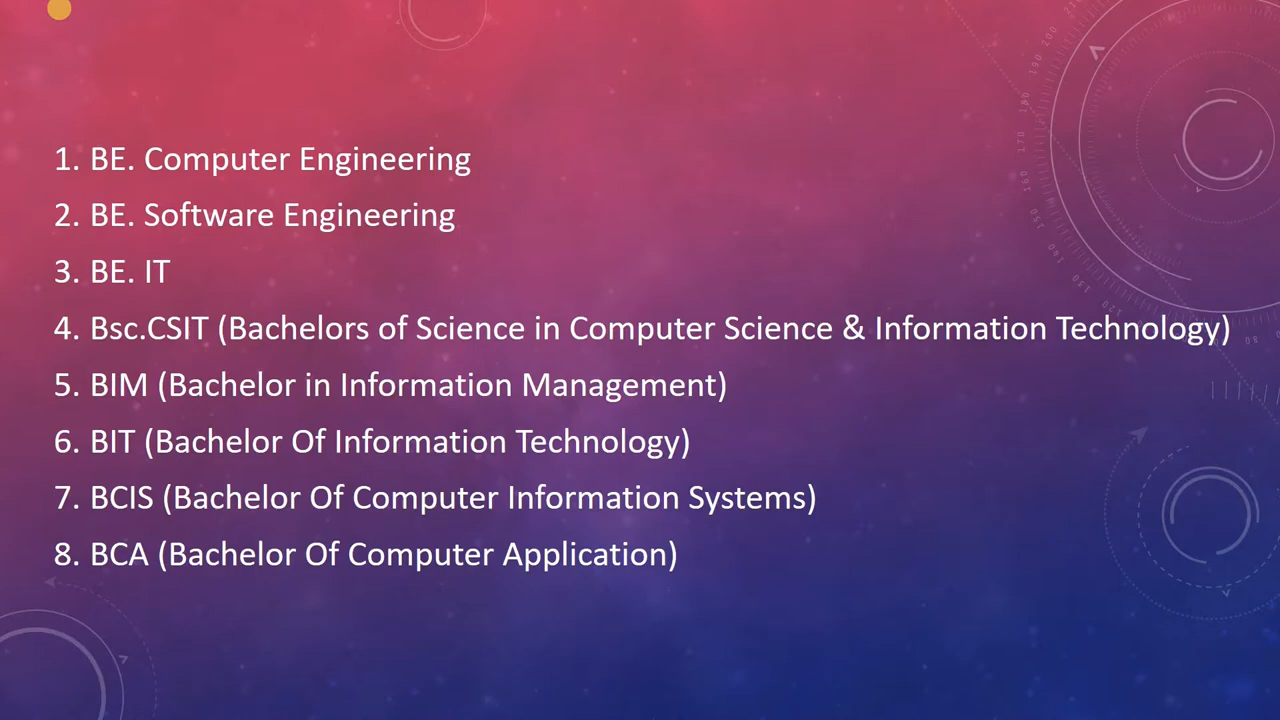 1. BE. Computer Engineering
2. BE. Software Engineering
3. BE. IT
4. Bsc.CSIT (Bachelors of Science in Computer Science & Information Technology)
5. BIM (Bachelor in Information Management)
6. BIT (Bachelor Of Information Technology)
7. BCIS (Bachelor Of Computer Information Systems)
8. BCA (Bachelor Of Computer Application)